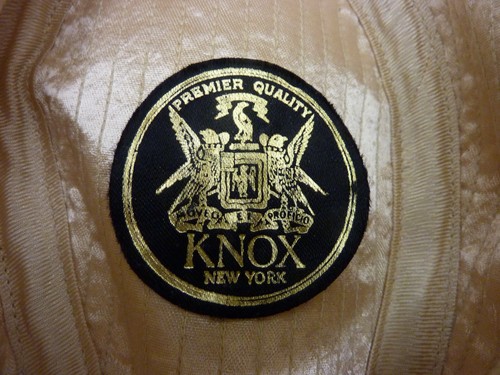 PREMIER QUALITY
KNOX
NEW YORK